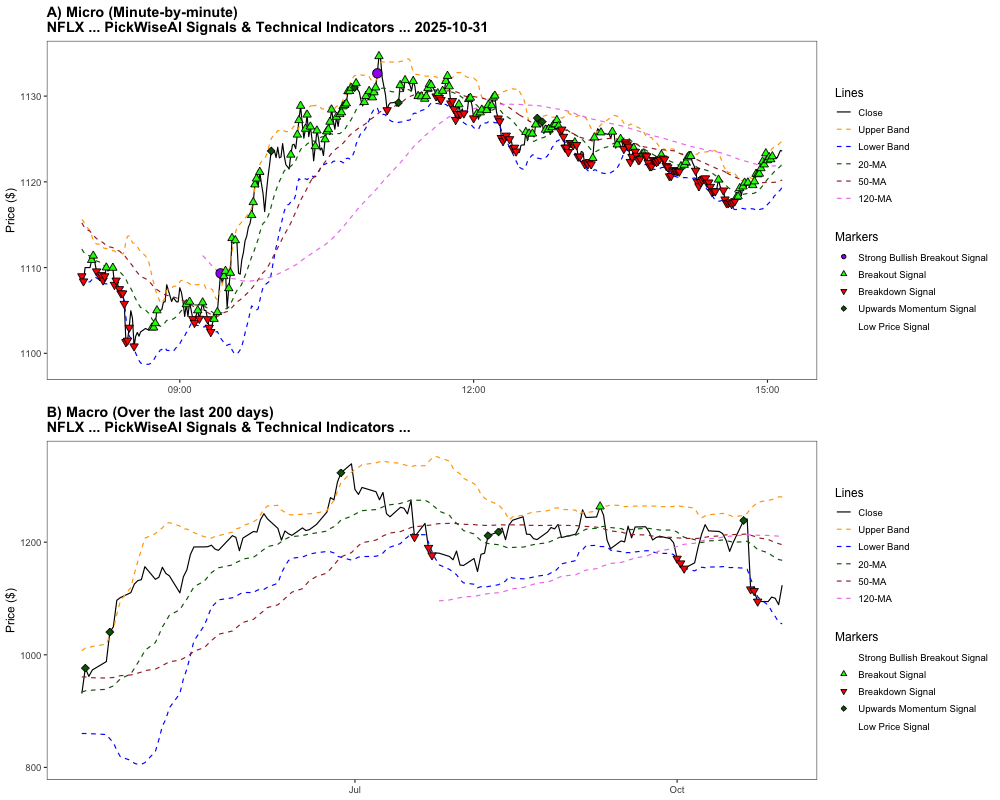 A) Micro (Minute-by-minute)
NFLX ... PickWiseAI Signals & Technical Indicators ... 2025-10-31
Price ($)
1130
1120
1110
1100
09:00
12:00
15:00
Lines
Close
Upper Band
Lower Band
20-MA
50-MA
120-MA
Markers
Strong Bullish Breakout Signal
Breakout Signal
Breakdown Signal
Upwards Momentum Signal
Low Price Signal
B) Macro (Over the last 200 days)
NFLX ... PickWiseAI Signals & Technical Indicators ...
Price ($)
1200
1000
800
Jul
Oct
Lines
Close
Upper Band
Lower Band
20-MA
50-MA
120-MA
Markers
Strong Bullish Breakout Signal
Breakout Signal
Breakdown Signal
Upwards Momentum Signal
Low Price Signal